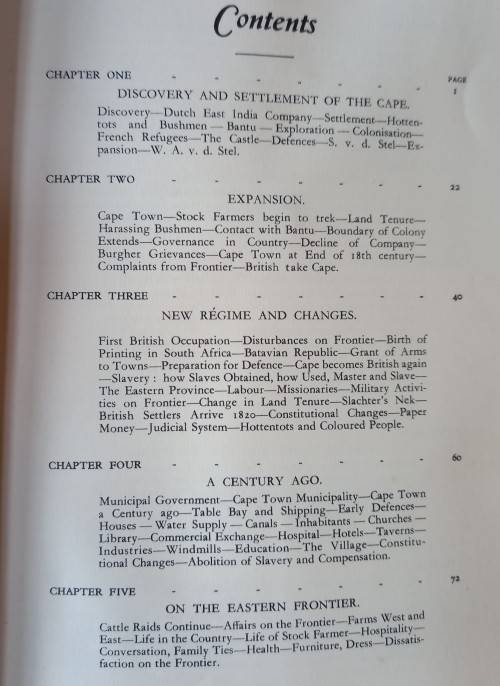 Contents
CHAPTER ONE - - - - - - - PAGE
1
DISCOVERY AND SETTLEMENT OF THE CAPE.
Discovery—Dutch East India Company—Settlement—Hotten-
tots and Bushmen — Bantu — Exploration — Colonisation—
French Refugees—The Castle—Defences—S. v. d. Stel—Ex-
pansion—W. A. v. d. Stel.
CHAPTER TWO - - - - - - - 22
EXPANSION.
Cape Town—Stock Farmers begin to trek—Land Tenure—
Harassing Bushmen—Contact with Bantu—Boundary of Colony
Extends—Governance in Country—Decline of Company—
Burgher Grievances—Cape Town at End of 18th century—
Complaints from Frontier—British take Cape.
CHAPTER THREE - - - - - - - 40
NEW RÉGIME AND CHANGES.
First British Occupation—Disturbances on Frontier—Birth of
Printing in South Africa—Batavian Republic—Grant of Arms
to Towns—Preparation for Defence—Cape becomes British again
—Slavery : how Slaves Obtained, how Used, Master and Slave—
The Eastern Province—Labour—Missionaries—Military Activi-
ties on Frontier—Change in Land Tenure—Slachter's Nek—
British Settlers Arrive 1820—Constitutional Changes—Paper
Money—Judicial System—Hottentots and Coloured People.
CHAPTER FOUR - - - - - - - 60
A CENTURY AGO.
Municipal Government—Cape Town Municipality—Cape Town
a Century ago—Table Bay and Shipping—Early Defences—
Houses — Water Supply — Canals — Inhabitants — Churches —
Library—Commercial Exchange—Hospital—Hotels—Taverns—
Industries—Windmills—Education—The Village—Constitu-
tional Changes—Abolition of Slavery and Compensation.
CHAPTER FIVE - - - - - - - 72
ON THE EASTERN FRONTIER.
Cattle Raids Continue—Affairs on the Frontier—Farms West and
East—Life in the Country—Life of Stock Farmer—Hospitality—
Conversation, Family Ties—Health—Furniture, Dress—Dissatis-
faction on the Frontier.